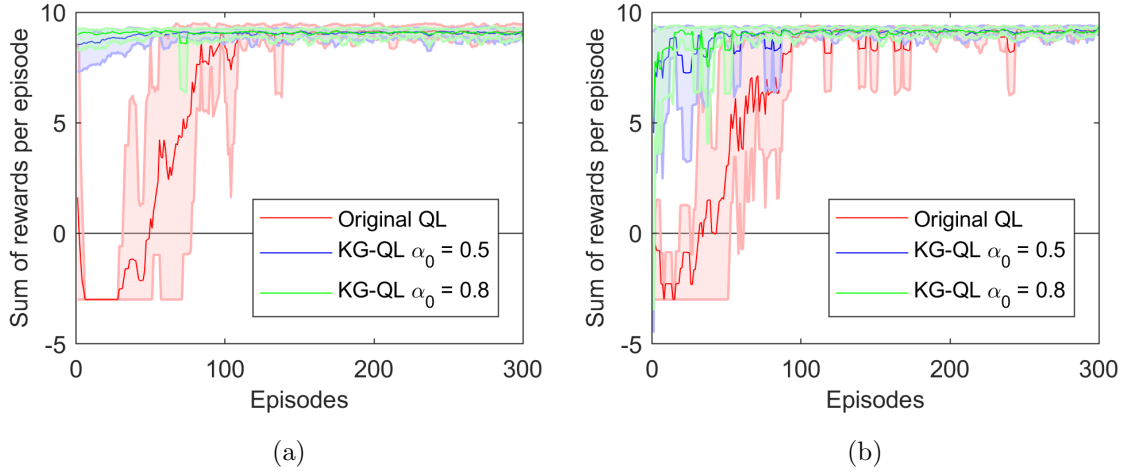 10
5
0
-5
Sum of rewards per episode
0
100
200
300
Episodes
Original QL
KG-QL α0 = 0.5
KG-QL α0 = 0.8
(a)
10
5
0
-5
Sum of rewards per episode
0
100
200
300
Episodes
Original QL
KG-QL α0 = 0.5
KG-QL α0 = 0.8
(b)